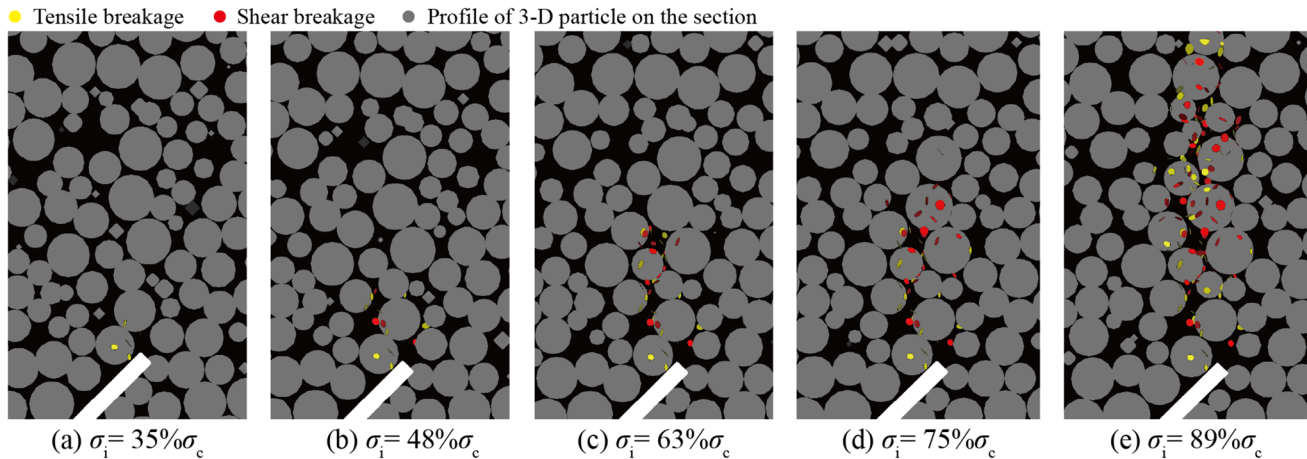 Tensile breakage Shear breakage Profile of 3-D particle on the section
(a) σi= 35%σc (b) σi= 48%σc (c) σi= 63%σc (d) σi= 75%σc (e) σi= 89%σc